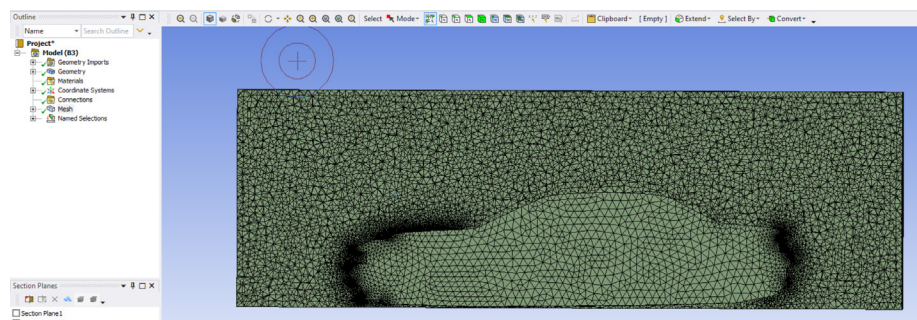 Outline
Select Mode Clipboard [ Empty ] Extend Select By Convert
Name Search Outline
Project*
Model (B3)
Geometry Imports
Geometry
Materials
Coordinate Systems
Connections
Mesh
Named Selections
Section Planes
Section Plane1